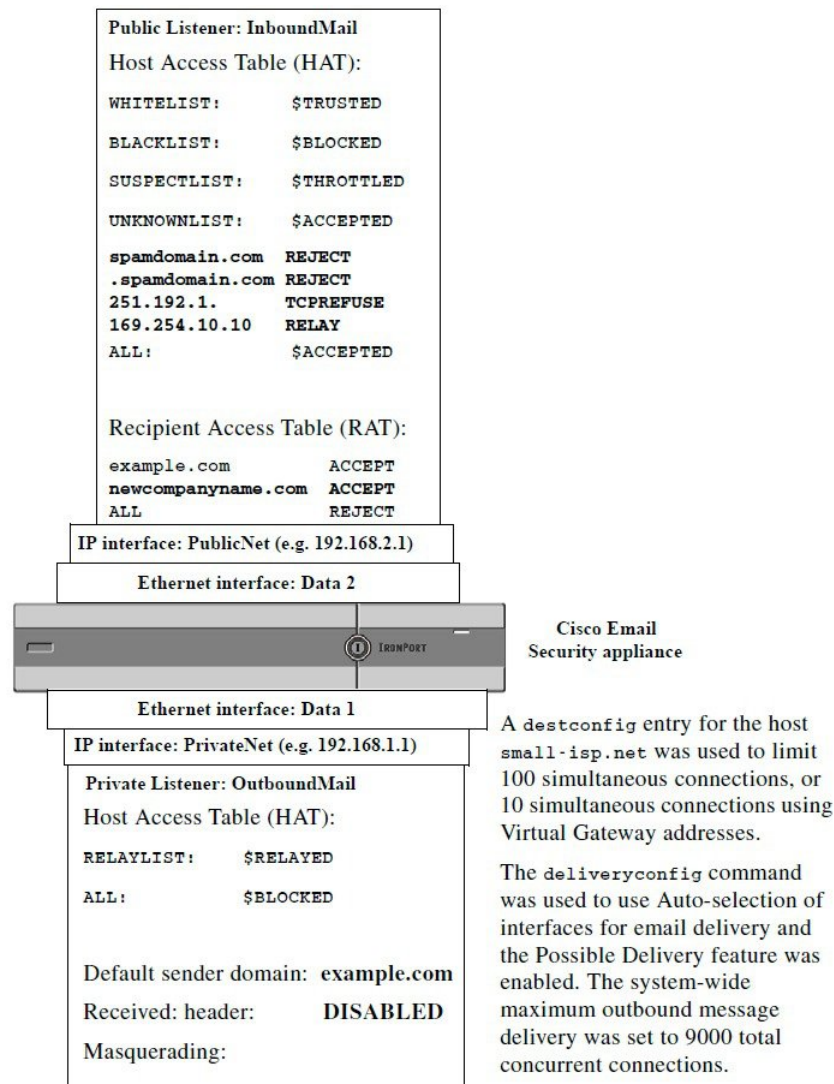 Public Listener: InboundMail
Host Access Table (HAT):
WHITELIST: $TRUSTED
BLACKLIST: $BLOCKED
SUSPECTLIST: $THROTTLED
UNKNOWNLIST: $ACCEPTED
spamdomain.com REJECT
.spamdomain.com REJECT
251.192.1. TCPREFUSE
169.254.10.10 RELAY
ALL: $ACCEPTED
Recipient Access Table (RAT):
example.com ACCEPT
newcompanyname.com ACCEPT
ALL REJECT
IP interface: PublicNet (e.g. 192.168.2.1)
Ethernet interface: Data 2
IRONPORT
Cisco Email
Security appliance
Ethernet interface: Data 1
IP interface: PrivateNet (e.g. 192.168.1.1)
Private Listener: OutboundMail
Host Access Table (HAT):
RELAYLIST: $RELAYED
ALL: $BLOCKED
Default sender domain: example.com
Received: header: DISABLED
Masquerading:
A destconfig entry for the host
small-isp.net was used to limit
100 simultaneous connections, or
10 simultaneous connections using
Virtual Gateway addresses.
The deliveryconfig command
was used to use Auto-selection of
interfaces for email delivery and
the Possible Delivery feature was
enabled. The system-wide
maximum outbound message
delivery was set to 9000 total
concurrent connections.